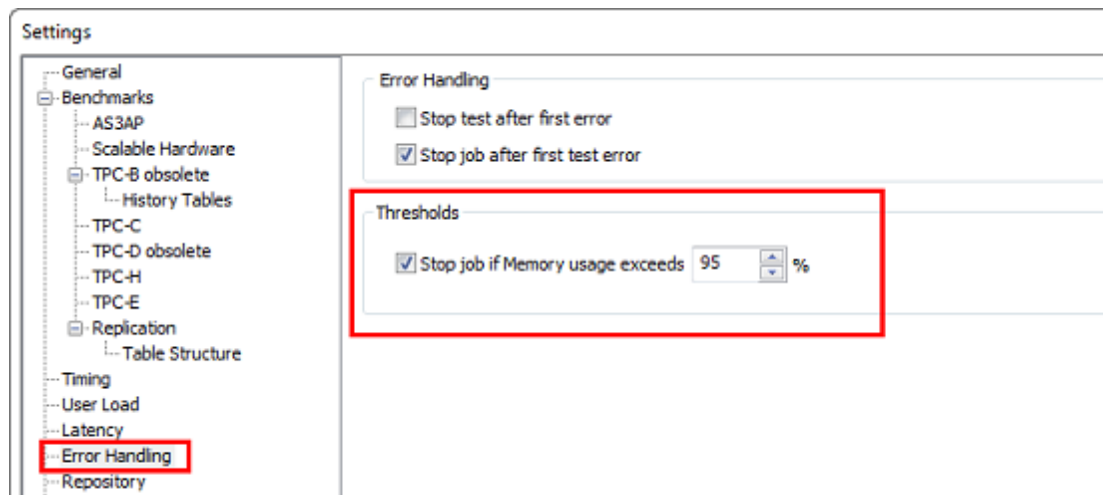 Settings
General
Benchmarks
AS3AP
Scalable Hardware
TPC-B obsolete
History Tables
TPC-C
TPC-D obsolete
TPC-H
TPC-E
Replication
Table Structure
Timing
User Load
Latency
Error Handling
Repository
Error Handling
Stop test after first error
Stop job after first test error
Thresholds
Stop job if Memory usage exceeds 95 %